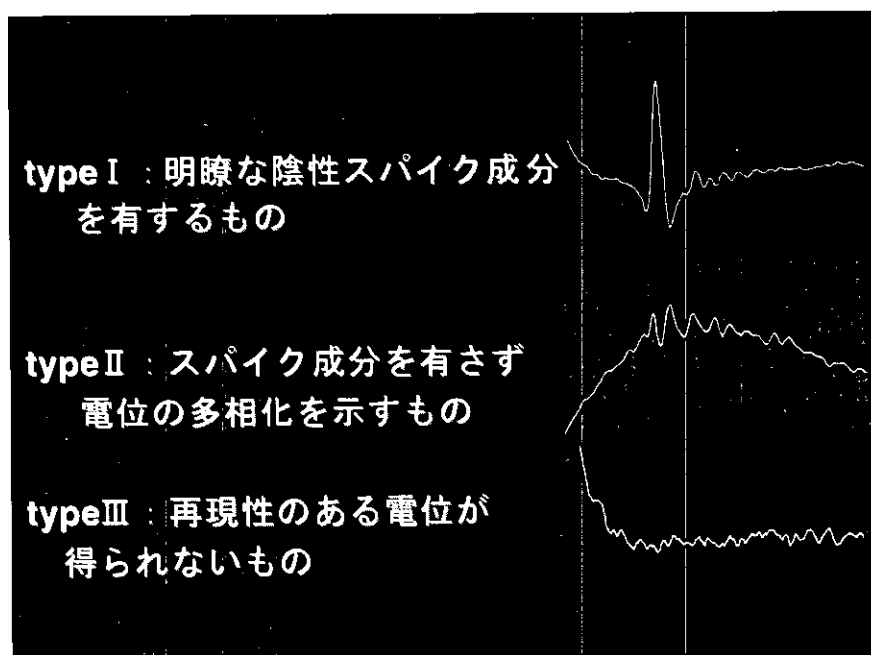 typeⅠ：明瞭な陰性スパイク成分
を有するもの
typeⅡ：スパイク成分を有さず
電位の多相化を示すもの
typeⅢ：再現性のある電位が
得られないもの